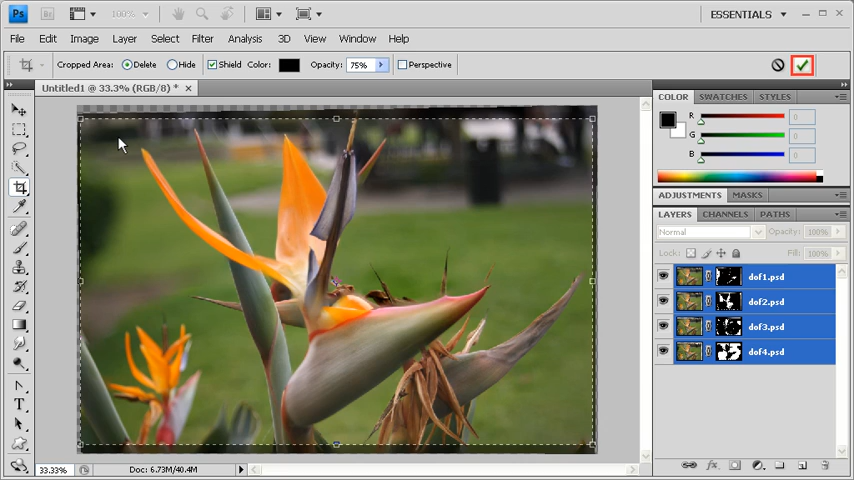 Ps Br 100% ESSENTIALS
File Edit Image Layer Select Filter Analysis 3D View Window Help
Cropped Area: Delete Hide Shield Color: Opacity: 75% Perspective
Untitled1 @ 33.3% (RGB/8) *
COLOR SWATCHES STYLES
R 0
G 0
B 0
ADJUSTMENTS MASKS
LAYERS CHANNELS PATHS
Normal Opacity: 100%
Lock: Fill: 100%
dof1.psd
dof2.psd
dof3.psd
dof4.psd
T
33.33% Doc: 6.73M/40.4M
fx